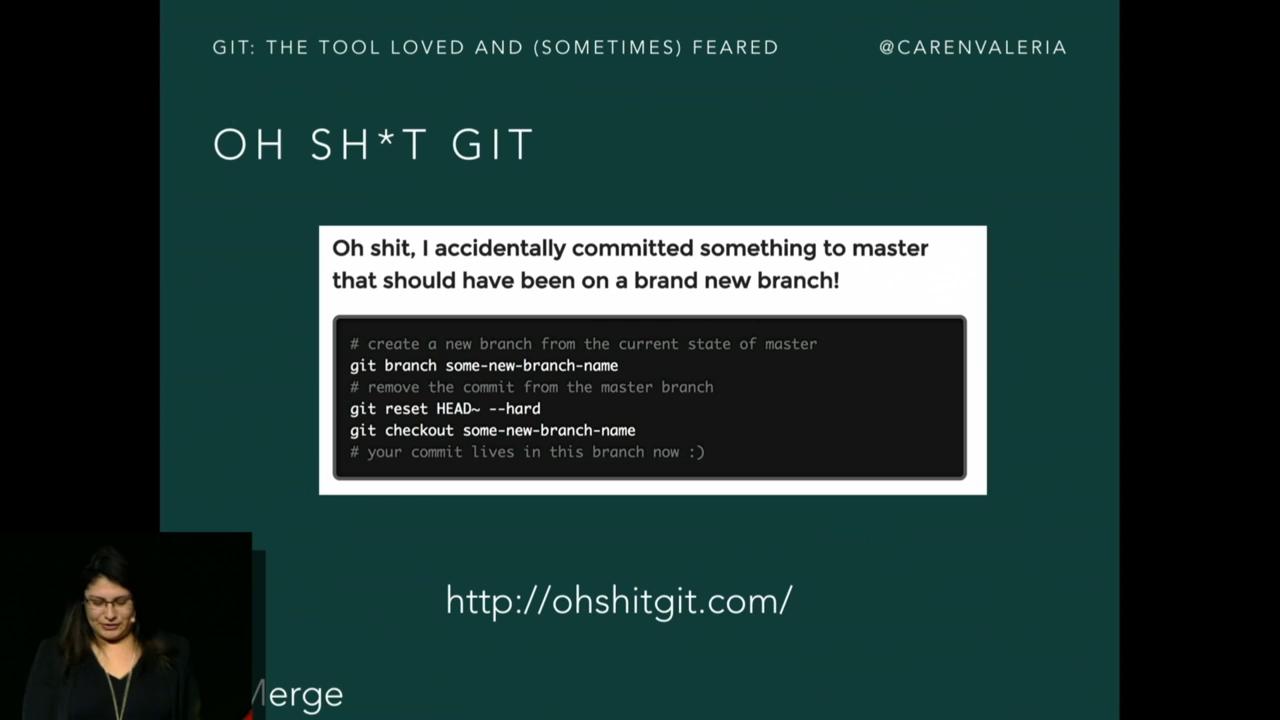 GIT: THE TOOL LOVED AND (SOMETIMES) FEARED
@CARENVALERIA
OH SH*T GIT
Oh shit, I accidentally committed something to master
that should have been on a brand new branch!
# create a new branch from the current state of master
git branch some-new-branch-name
# remove the commit from the master branch
git reset HEAD~ --hard
git checkout some-new-branch-name
# your commit lives in this branch now :)
http://ohshitgit.com/
Merge